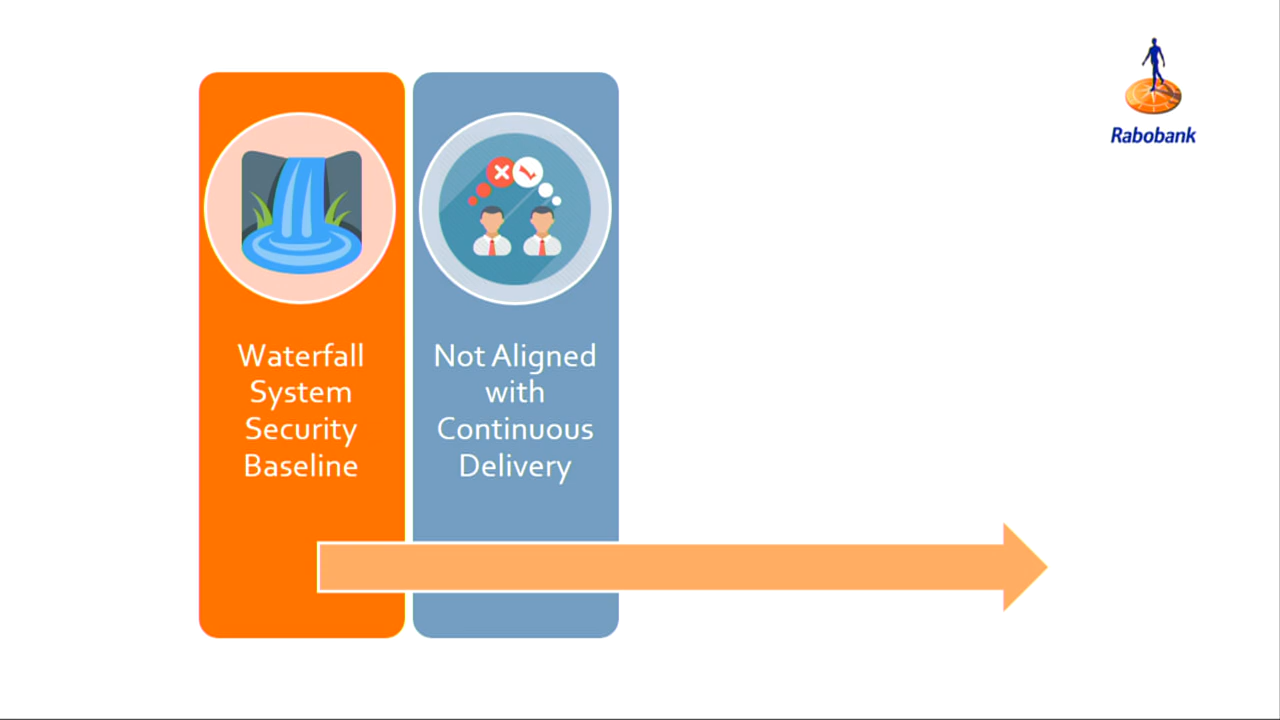 Waterfall
System
Security
Baseline
Not Aligned
with
Continuous
Delivery
Rabobank